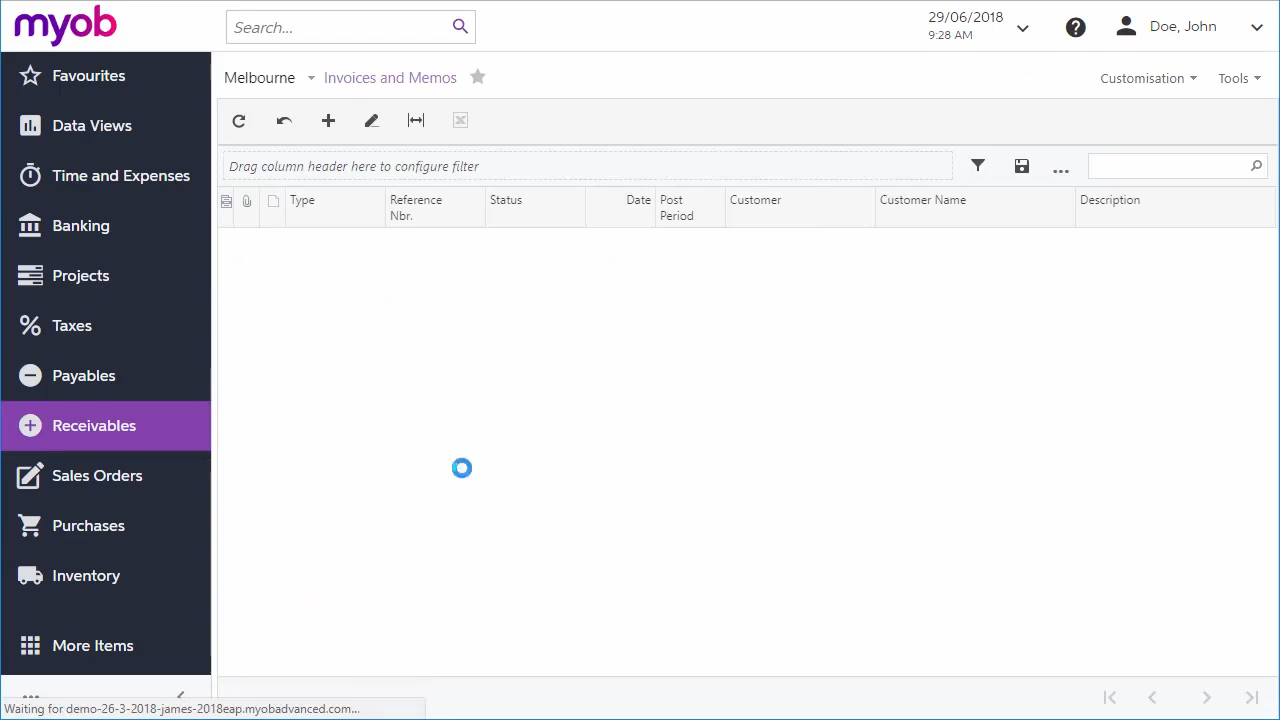 myob
Search...
29/06/2018
9:28 AM
Doe, John
Favourites
Data Views
Time and Expenses
Banking
Projects
Taxes
Payables
Receivables
Sales Orders
Purchases
Inventory
More Items
Melbourne
Invoices and Memos
Customisation
Tools
Drag column header here to configure filter
...
Type
Reference
Nbr.
Status
Date
Post
Period
Customer
Customer Name
Description
Waiting for demo-26-3-2018-james-2018eap.myobadvanced.com...